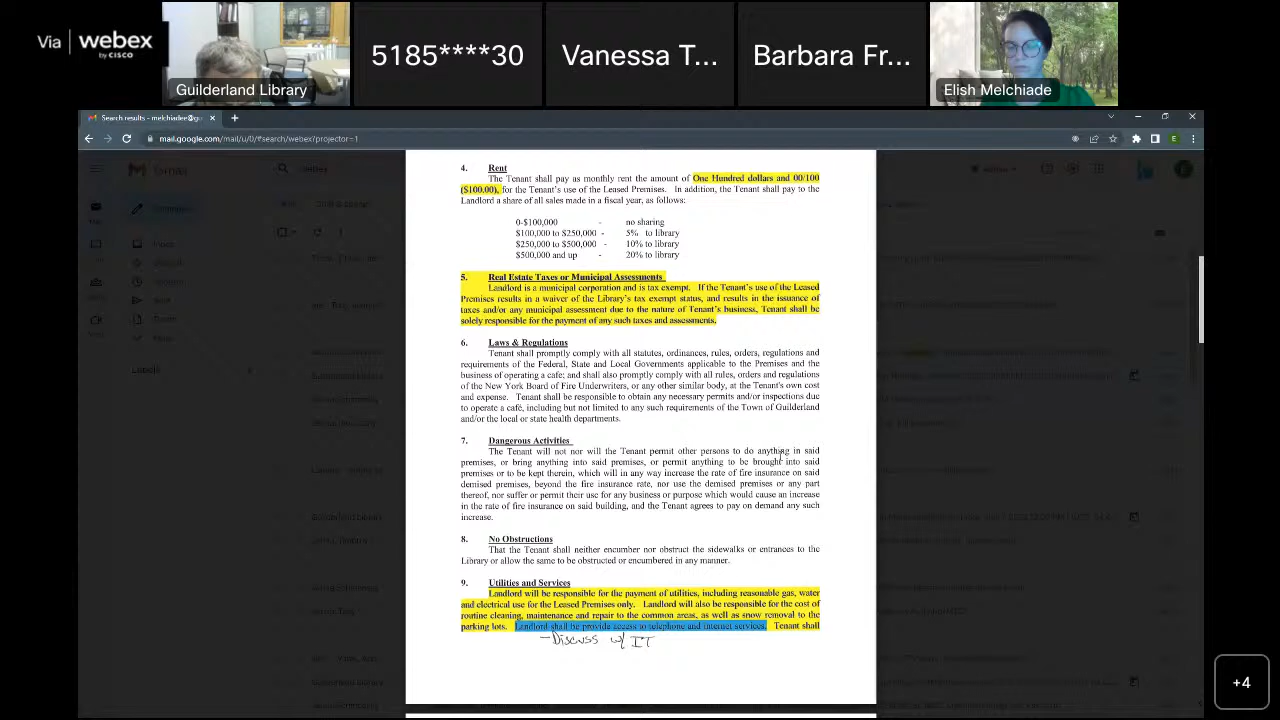 Via webex
by CISCO
Guilderland Library
5185****30
Vanessa T...
Barbara Fr...
Elish Melchiade
Search results - melchiadee@gu
mail.google.com/mail/u/0/#search/webex?projector=1
4. Rent
The Tenant shall pay as monthly rent the amount of One Hundred dollars and 00/100
($100.00), for the Tenant's use of the Leased Premises. In addition, the Tenant shall pay to the
Landlord a share of all sales made in a fiscal year, as follows:
0-$100,000 - no sharing
$100,000 to $250,000 - 5% to library
$250,000 to $500,000 - 10% to library
$500,000 and up - 20% to library
5. Real Estate Taxes or Municipal Assessments
Landlord is a municipal corporation and is tax exempt. If the Tenant's use of the Leased
Premises results in a waiver of the Library's tax exempt status, and results in the issuance of
taxes and/or any municipal assessment due to the nature of Tenant's business, Tenant shall be
solely responsible for the payment of any such taxes and assessments.
6. Laws & Regulations
Tenant shall promptly comply with all statutes, ordinances, rules, orders, regulations and
requirements of the Federal, State and Local Governments applicable to the Premises and the
business of operating a cafe; and shall also promptly comply with all rules, orders and regulations
of the New York Board of Fire Underwriters, or any other similar body, at the Tenant's own cost
and expense. Tenant shall be responsible to obtain any necessary permits and/or inspections due
to operate a café, including but not limited to any such requirements of the Town of Guilderland
and/or the local or state health departments.
7. Dangerous Activities
The Tenant will not nor will the Tenant permit other persons to do anything in said
premises, or bring anything into said premises, or permit anything to be brought into said
premises or to be kept therein, which will in any way increase the rate of fire insurance on said
demised premises, beyond the fire insurance rate, nor use the demised premises or any part
thereof, nor suffer or permit their use for any business or purpose which would cause an increase
in the rate of fire insurance on said building, and the Tenant agrees to pay on demand any such
increase.
8. No Obstructions
That the Tenant shall neither encumber nor obstruct the sidewalks or entrances to the
Library or allow the same to be obstructed or encumbered in any manner.
9. Utilities and Services
Landlord will be responsible for the payment of utilities, including reasonable gas, water
and electrical use for the Leased Premises only. Landlord will also be responsible for the cost of
routine cleaning, maintenance and repair to the common areas, as well as snow removal to the
parking lots. Landlord shall be provide access to telephone and internet services. Tenant shall
-Discuss w/ IT
+4